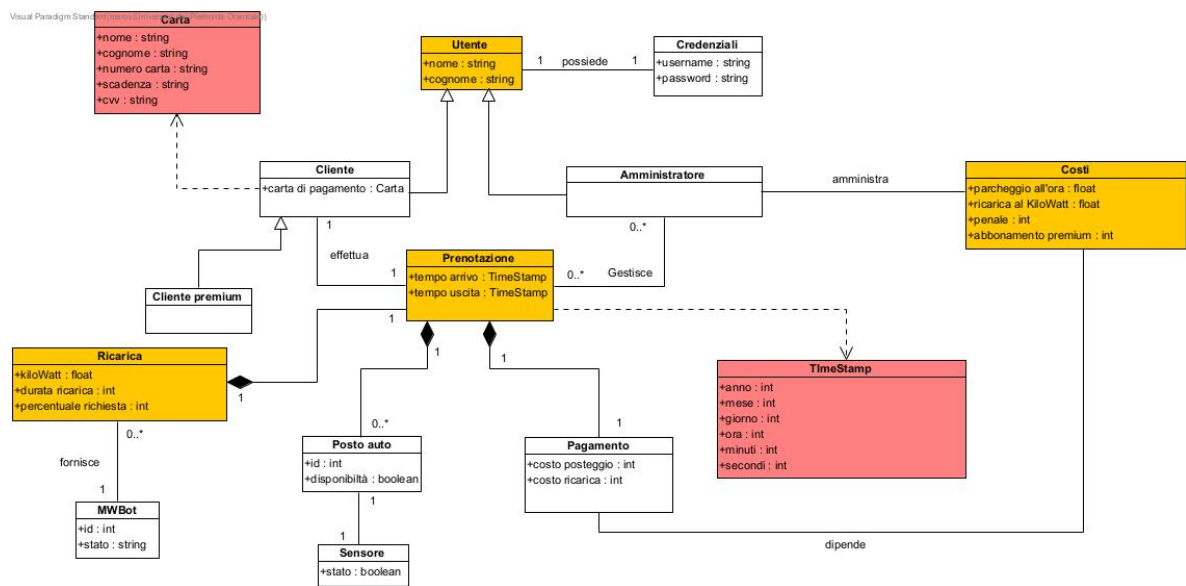 Visual Paradigm Standard(marco(Università del Piemonte Orientale))
Carta
+nome : string
+cognome : string
+numero carta : string
+scadenza : string
+cvv : string
Utente
+nome : string
+cognome : string
1 possiede 1
Credenziali
+username : string
+password : string
Cliente
+carta di pagamento : Carta
Amministratore
amministra
Costi
+parcheggio all'ora : float
+ricarica al KiloWatt : float
+penale : int
+abbonamento premium : int
1
effettua
1
0..*
0..* Gestisce
Cliente premium
Prenotazione
+tempo arrivo : TimeStamp
+tempo uscita : TimeStamp
1
1
1
Ricarica
+kiloWatt : float
+durata ricarica : int
+percentuale richiesta : int
1
TImeStamp
+anno : int
+mese : int
+giorno : int
+ora : int
+minuti : int
+secondi : int
0..*
fornisce
1
0..*
Posto auto
+id : int
+disponibiltà : boolean
1
Pagamento
+costo posteggio : int
+costo ricarica : int
MWBot
+id : int
+stato : string
1
1
Sensore
+stato : boolean
dipende